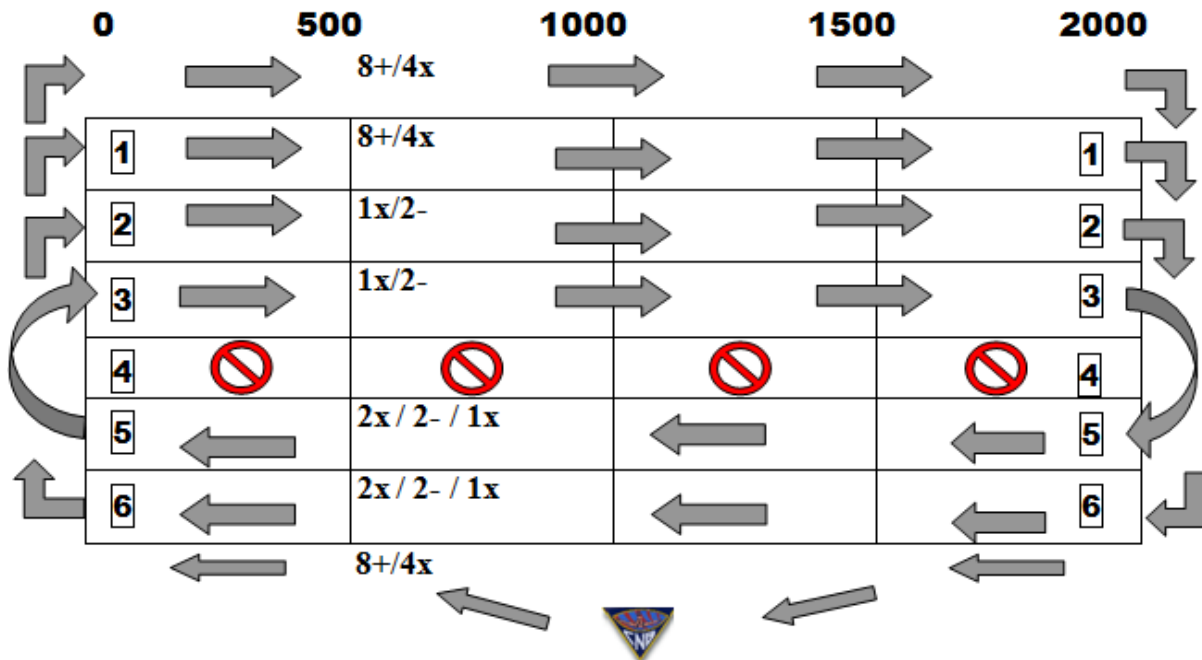 0 500 1000 1500 2000
8+/4x
1 8+/4x 1
2 1x/2- 2
3 1x/2- 3
4 4
5 2x / 2- / 1x 5
6 2x / 2- / 1x 6
8+/4x